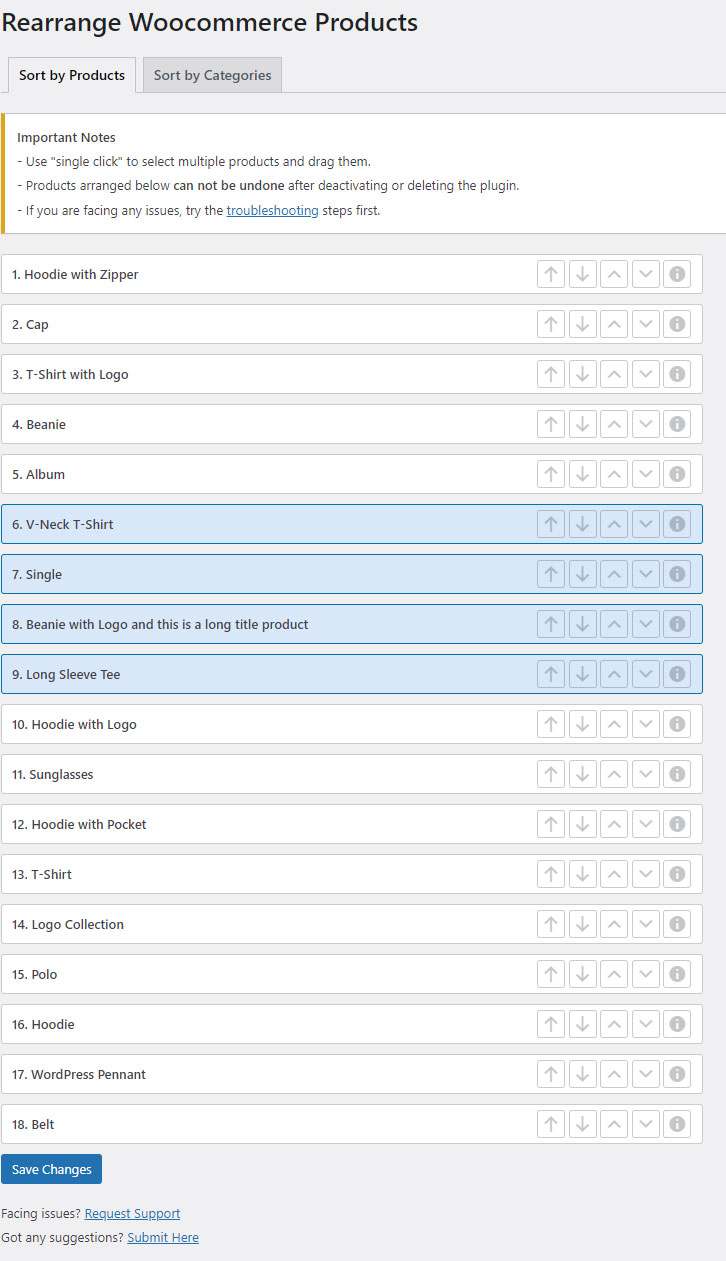 Rearrange Woocommerce Products
Sort by Products
Sort by Categories
Important Notes
- Use "single click" to select multiple products and drag them.
- Products arranged below can not be undone after deactivating or deleting the plugin.
- If you are facing any issues, try the troubleshooting steps first.
1. Hoodie with Zipper
2. Cap
3. T-Shirt with Logo
4. Beanie
5. Album
6. V-Neck T-Shirt
7. Single
8. Beanie with Logo and this is a long title product
9. Long Sleeve Tee
10. Hoodie with Logo
11. Sunglasses
12. Hoodie with Pocket
13. T-Shirt
14. Logo Collection
15. Polo
16. Hoodie
17. WordPress Pennant
18. Belt
Save Changes
Facing issues? Request Support
Got any suggestions? Submit Here